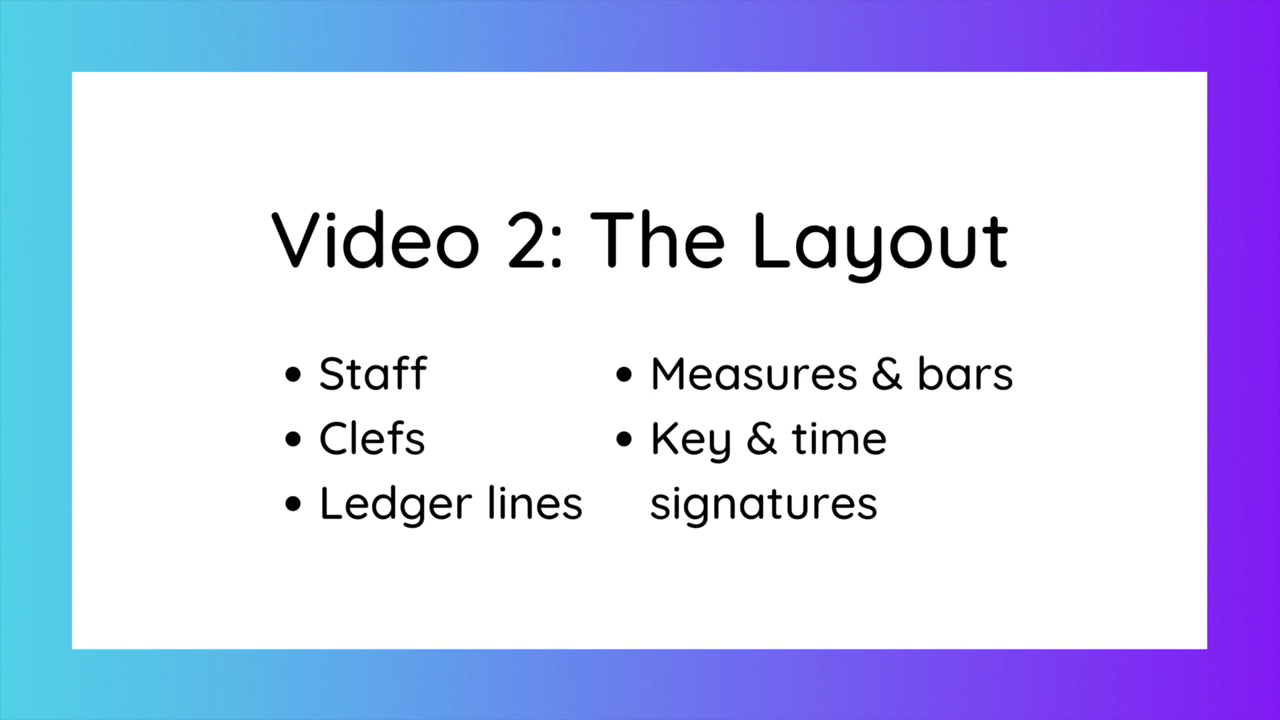 Video 2: The Layout
• Staff
• Clefs
• Ledger lines
• Measures & bars
• Key & time
signatures